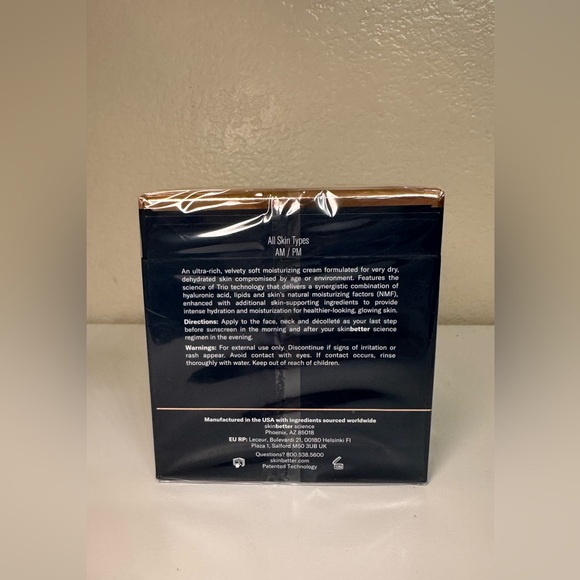 All Skin Types
AM / PM
An ultra-rich, velvety soft moisturizing cream formulated for very dry,
dehydrated skin compromised by age or environment. Features the
science of Trio technology that delivers a synergistic combination of
hyaluronic acid, lipids and skin's natural moisturizing factors (NMF),
enhanced with additional skin-supporting ingredients to provide
intense hydration and moisturization for healthier-looking, glowing skin.
Directions: Apply to the face, neck and décolleté as your last step
before sunscreen in the morning and after your skinbetter science
regimen in the evening.
Warnings: For external use only. Discontinue if signs of irritation or
rash appear. Avoid contact with eyes. If contact occurs, rinse
thoroughly with water. Keep out of reach of children.
Manufactured in the USA with ingredients sourced worldwide
skinbetter science
Phoenix, AZ 85018
EU RP: Leceur, Bulevardi 21, 00180 Helsinki FI
Plaza 1, Salford M50 3UB UK
Questions? 800.538.5600
skinbetter.com
Patented Technology